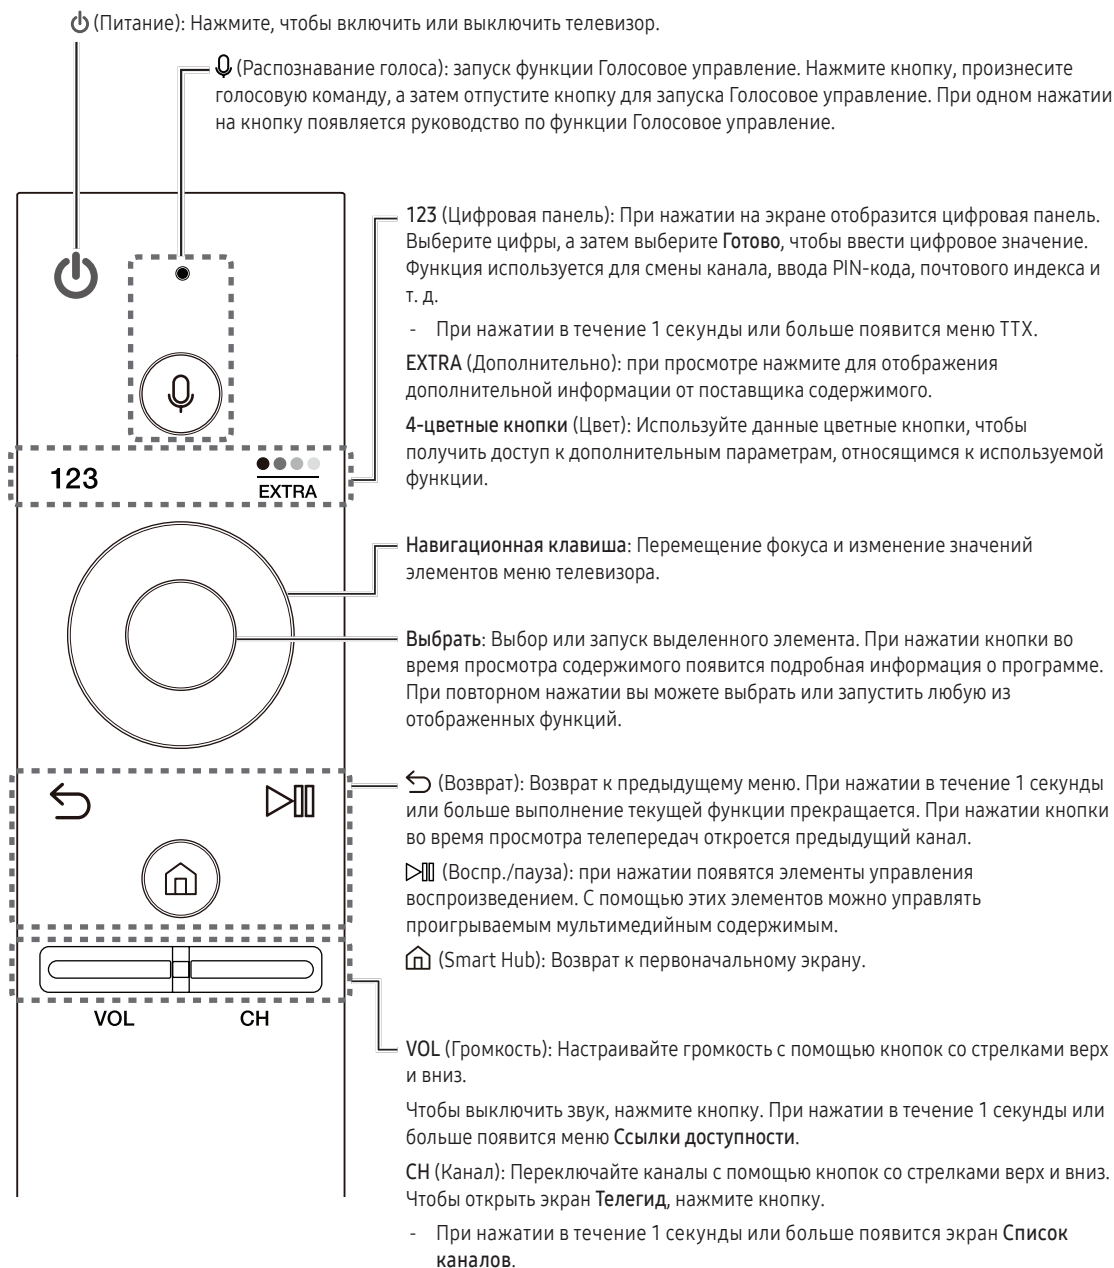 (Питание): Нажмите, чтобы включить или выключить телевизор.
(Распознавание голоса): запуск функции Голосовое управление. Нажмите кнопку, произнесите
голосовую команду, а затем отпустите кнопку для запуска Голосовое управление. При одном нажатии
на кнопку появляется руководство по функции Голосовое управление.
123 (Цифровая панель): При нажатии на экране отобразится цифровая панель.
Выберите цифры, а затем выберите Готово, чтобы ввести цифровое значение.
Функция используется для смены канала, ввода PIN-кода, почтового индекса и
т. д.
- При нажатии в течение 1 секунды или больше появится меню TTX.
EXTRA (Дополнительно): при просмотре нажмите для отображения
дополнительной информации от поставщика содержимого.
4-цветные кнопки (Цвет): Используйте данные цветные кнопки, чтобы
получить доступ к дополнительным параметрам, относящимся к используемой
функции.
123
EXTRA
Навигационная клавиша: Перемещение фокуса и изменение значений
элементов меню телевизора.
Выбрать: Выбор или запуск выделенного элемента. При нажатии кнопки во
время просмотра содержимого появится подробная информация о программе.
При повторном нажатии вы можете выбрать или запустить любую из
отображенных функций.
(Возврат): Возврат к предыдущему меню. При нажатии в течение 1 секунды
или больше выполнение текущей функции прекращается. При нажатии кнопки
во время просмотра телепередач откроется предыдущий канал.
(Воспр./пауза): при нажатии появятся элементы управления
воспроизведением. С помощью этих элементов можно управлять
проигрываемым мультимедийным содержимым.
(Smart Hub): Возврат к первоначальному экрану.
VOL
CH
VOL (Громкость): Настраивайте громкость с помощью кнопок со стрелками верх
и вниз.
Чтобы выключить звук, нажмите кнопку. При нажатии в течение 1 секунды или
больше появится меню Ссылки доступности.
CH (Канал): Переключайте каналы с помощью кнопок со стрелками верх и вниз.
Чтобы открыть экран Телегид, нажмите кнопку.
- При нажатии в течение 1 секунды или больше появится экран Список
каналов.